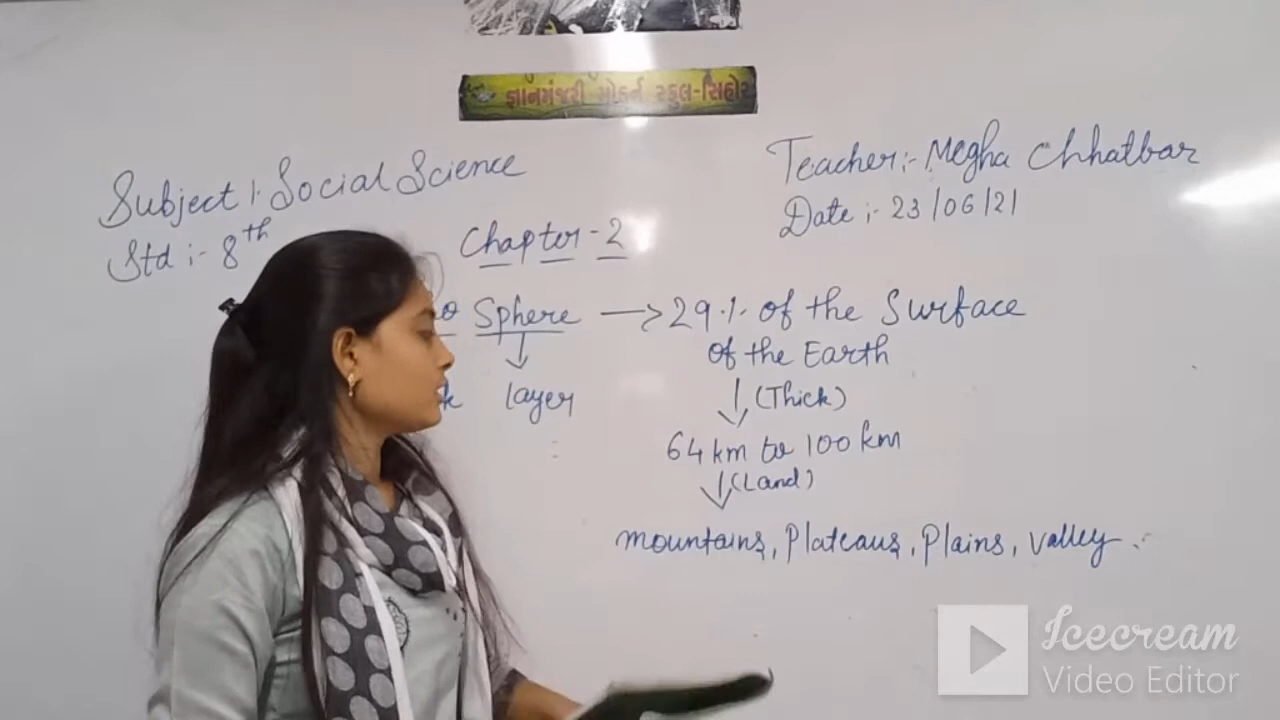 જ્ઞાનમંજરી મોડર્ન સ્કુલ-સિહોર
Subject :- Social Science
Teacher :- Megha Chhatbar
Std :- 8th
Date :- 23/06/21
Chapter - 2
Sphere → 29% of the Surface
of the Earth
layer
↓ (Thick)
64 km to 100 km
↓ (Land)
mountains, Plateaus, Plains, valley.
Icecream
Video Editor